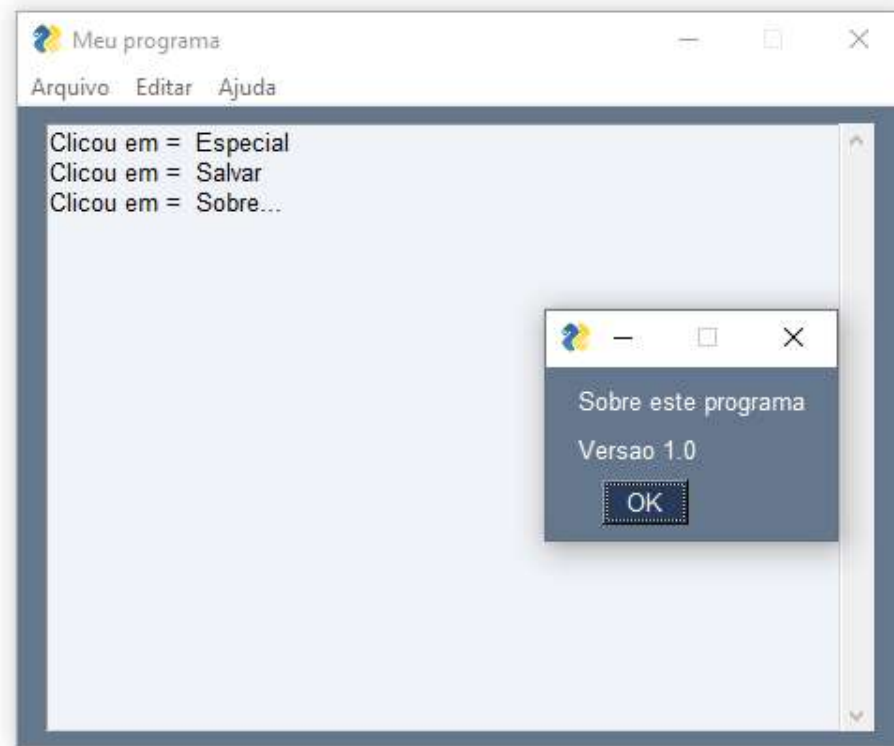 Meu programa
Arquivo Editar Ajuda
Clicou em = Especial
Clicou em = Salvar
Clicou em = Sobre...
Sobre este programa
Versao 1.0
OK